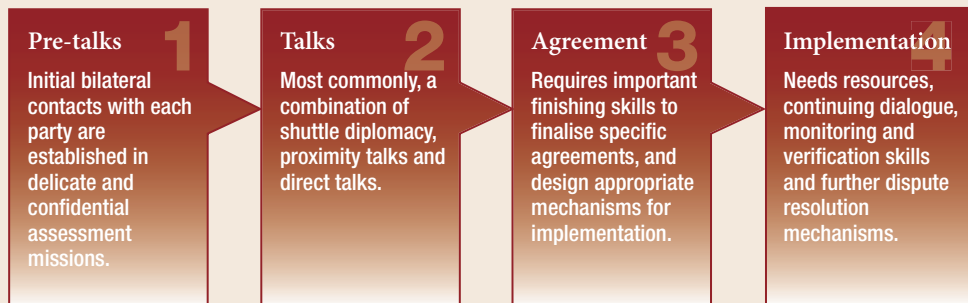 Pre-talks 1
Initial bilateral
contacts with each
party are
established in
delicate and
confidential
assessment
missions.
Talks 2
Most commonly, a
combination of
shuttle diplomacy,
proximity talks and
direct talks.
Agreement 3
Requires important
finishing skills to
finalise specific
agreements, and
design appropriate
mechanisms for
implementation.
Implementation 4
Needs resources,
continuing dialogue,
monitoring and
verification skills
and further dispute
resolution
mechanisms.